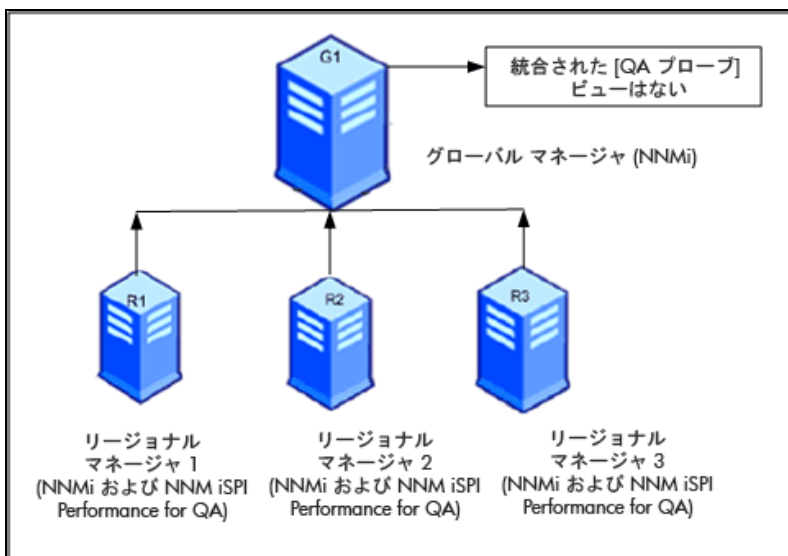 G1
統合された [QA プローブ]
ビューはない
グローバル マネージャ (NNMi)
R1
R2
R3
リージョナル
マネージャ 1
(NNMi および NNM iSPI
Performance for QA)
リージョナル
マネージャ 2
(NNMi および NNM iSPI
Performance for QA)
リージョナル
マネージャ 3
(NNMi および NNM iSPI
Performance for QA)